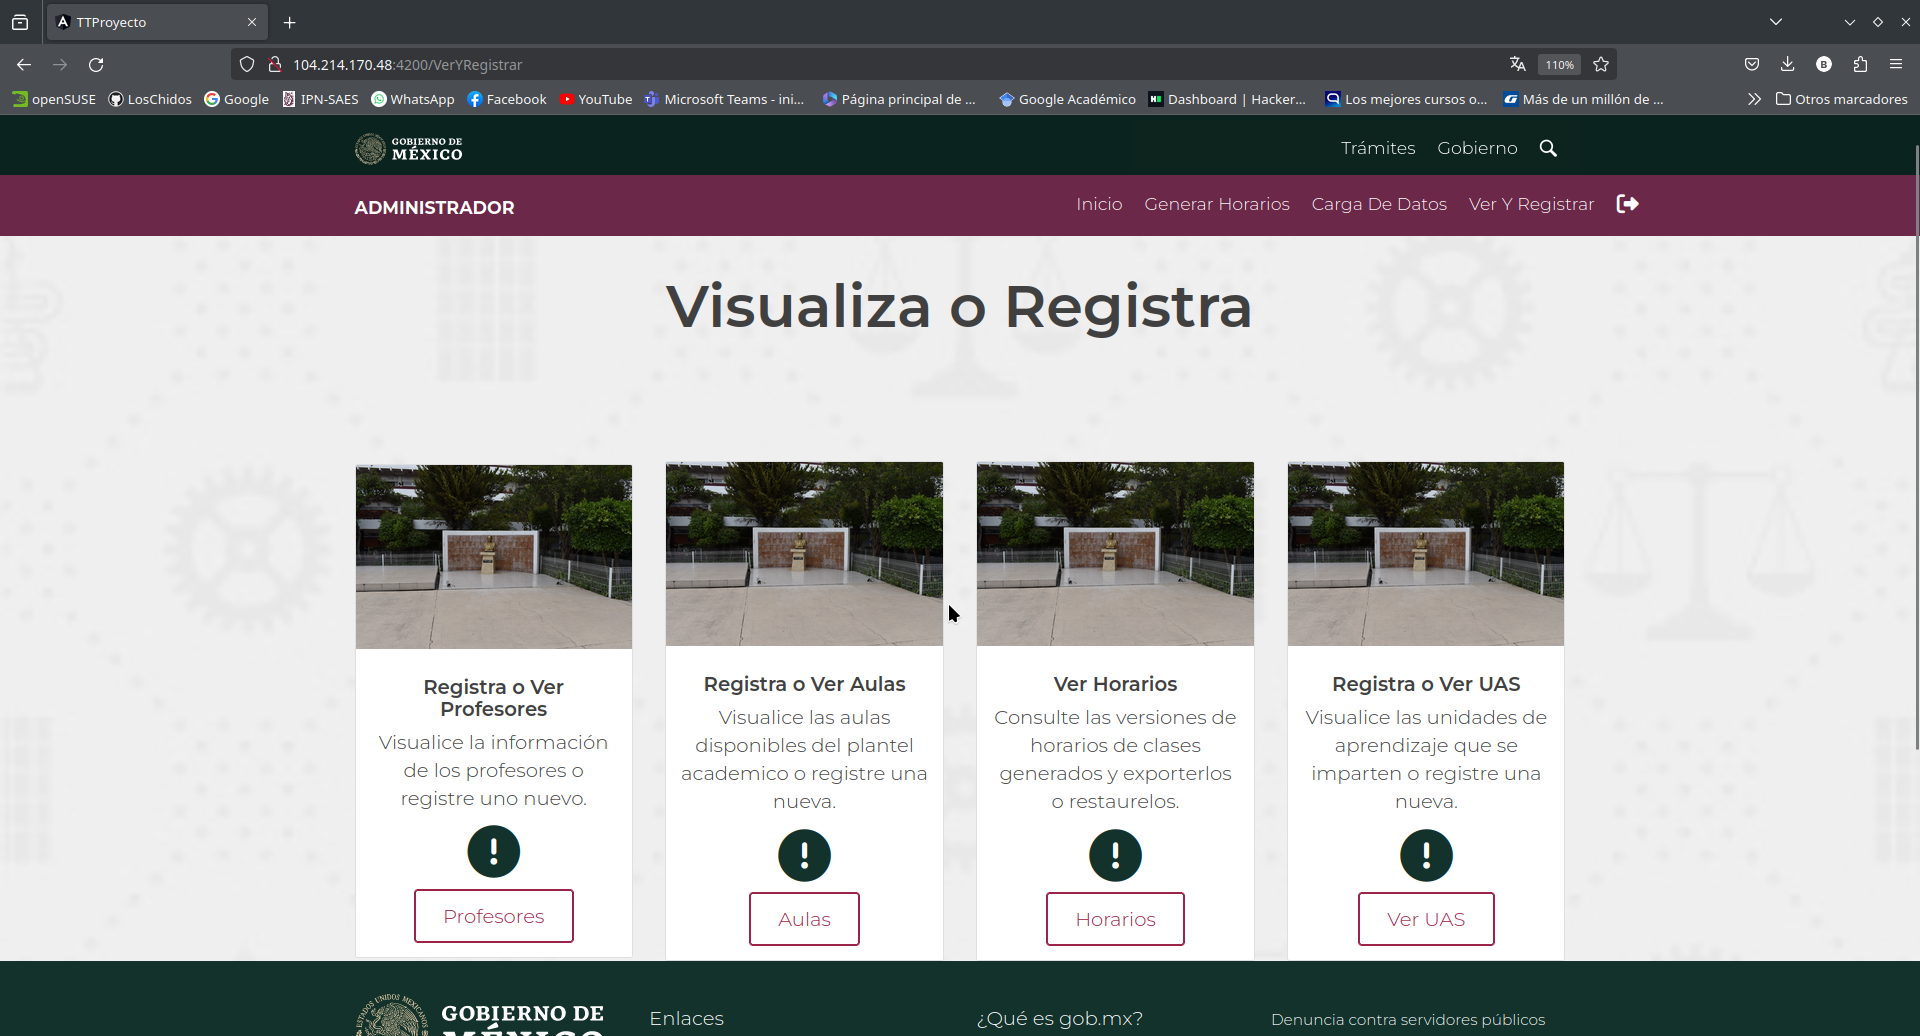 TTProyecto
104.214.170.48:4200/VerYRegistrar
110%
openSUSE LosChidos Google IPN-SAES WhatsApp Facebook YouTube Microsoft Teams - ini... Página principal de ... Google Académico Dashboard | Hacker... Los mejores cursos o... Más de un millón de ... Otros marcadores
GOBIERNO DE
MÉXICO
Trámites Gobierno
ADMINISTRADOR
Inicio Generar Horarios Carga De Datos Ver Y Registrar
Visualiza o Registra
Registra o Ver
Profesores
Visualice la información
de los profesores o
registre uno nuevo.
Profesores
Registra o Ver Aulas
Visualice las aulas
disponibles del plantel
academico o registre una
nueva.
Aulas
Ver Horarios
Consulte las versiones de
horarios de clases
generados y exporterlos
o restaurelos.
Horarios
Registra o Ver UAS
Visualice las unidades de
aprendizaje que se
imparten o registre una
nueva.
Ver UAS
ESTADOS UNIDOS MEXICANOS
GOBIERNO DE
MÉXICO
Enlaces
¿Qué es gob.mx?
Denuncia contra servidores públicos